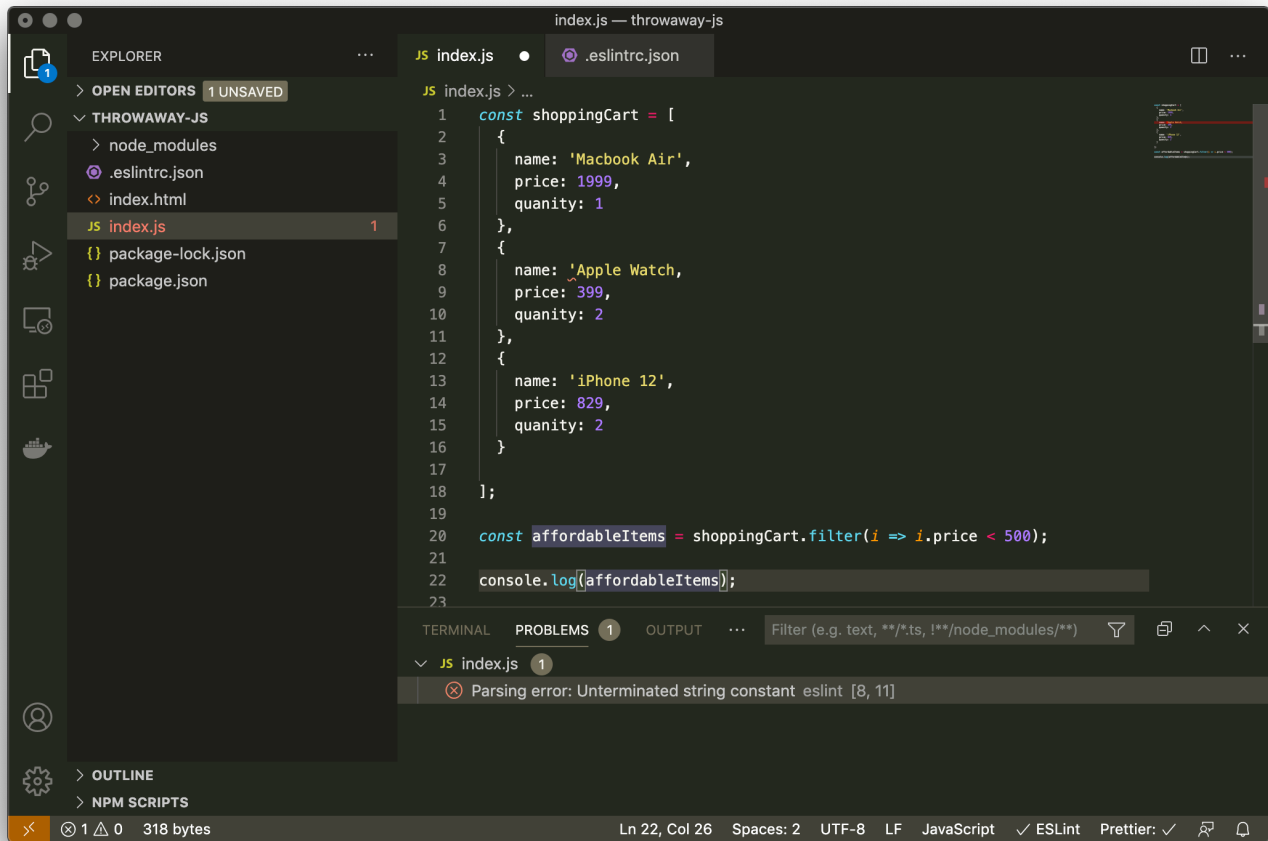 index.js — throwaway-js
1
EXPLORER ...
OPEN EDITORS 1 UNSAVED
THROWAWAY-JS
node_modules
.eslintrc.json
<> index.html
JS index.js 1
{} package-lock.json
{} package.json
OUTLINE
NPM SCRIPTS
JS index.js ● .eslintrc.json ...
JS index.js > ...
1 const shoppingCart = [
2 {
3 name: 'Macbook Air',
4 price: 1999,
5 quanity: 1
6 },
7 {
8 name: 'Apple Watch,
9 price: 399,
10 quanity: 2
11 },
12 {
13 name: 'iPhone 12',
14 price: 829,
15 quanity: 2
16 }
17
18 ];
19
20 const affordableItems = shoppingCart.filter(i => i.price < 500);
21
22 console.log(affordableItems);
23
TERMINAL PROBLEMS 1 OUTPUT ... Filter (e.g. text, **/*.ts, !**/node_modules/**)
JS index.js 1
Parsing error: Unterminated string constant eslint [8, 11]
1 0 318 bytes Ln 22, Col 26 Spaces: 2 UTF-8 LF JavaScript ✓ ESLint Prettier: ✓